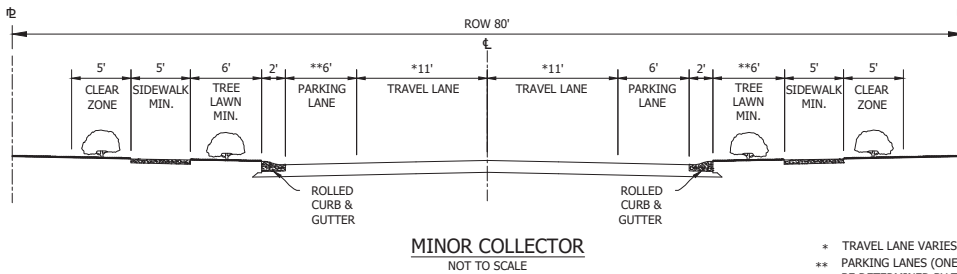 ROW 80'
5' 5' 6' 2' **6' *11' *11' 6' 2' **6' 5' 5'
CLEAR ZONE
SIDEWALK MIN.
TREE LAWN MIN.
PARKING LANE
TRAVEL LANE
TRAVEL LANE
PARKING LANE
TREE LAWN MIN.
SIDEWALK MIN.
CLEAR ZONE
ROLLED
CURB &
GUTTER
ROLLED
CURB &
GUTTER
MINOR COLLECTOR
NOT TO SCALE
* TRAVEL LANE VARIES
** PARKING LANES (ONE